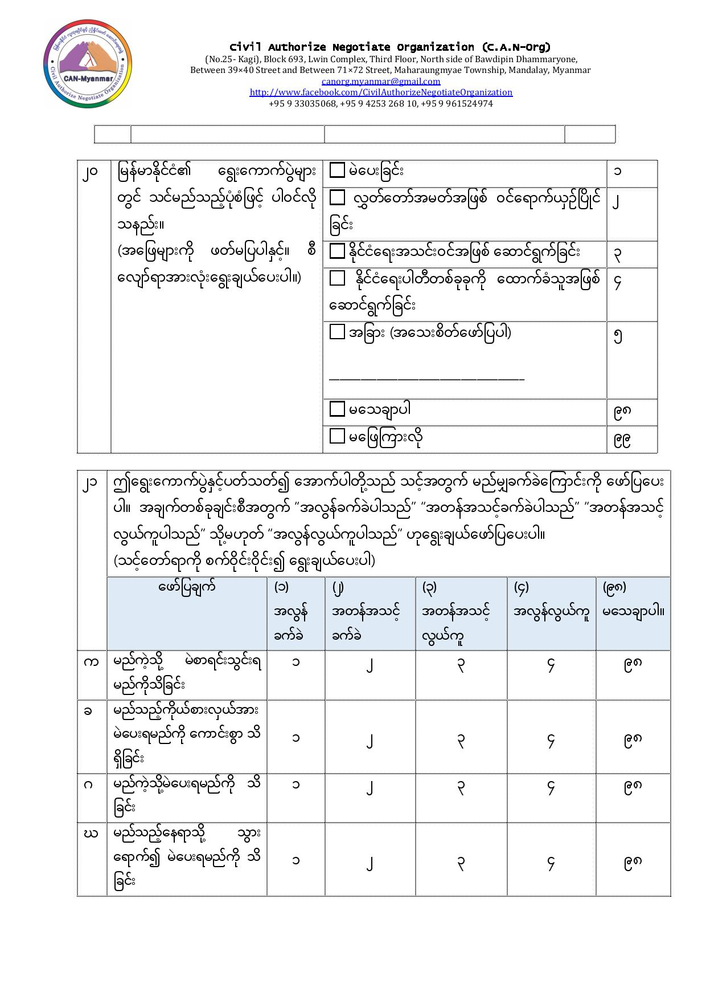 မြန်မာနိုင်ငံ လူထုရှေ့ဆောင် ညှိနှိုင်းဖော်ဆောင်ရေးအဖွဲ့
CAN-Myanmar
Civil Authorize Negotiate Organization
Civil Authorize Negotiate Organization (C.A.N-Org)
(No.25- Kagi), Block 693, Lwin Complex, Third Floor, North side of Bawdipin Dhammaryone,
Between 39×40 Street and Between 71×72 Street, Maharaungmyae Township, Mandalay, Myanmar
canorg.myanmar@gmail.com
http://www.facebook.com/CivilAuthorizeNegotiateOrganization
+95 9 33035068, +95 9 4253 268 10, +95 9 961524974
၂၀ မြန်မာနိုင်ငံ၏ ရွေးကောက်ပွဲများ
တွင် သင်မည်သည့်ပုံစံဖြင့် ပါဝင်လို
သနည်း။
(အဖြေများကို ဖတ်မပြပါနှင့်။ စီ
လျော်ရာအားလုံးရွေးချယ်ပေးပါ။)
မဲပေးခြင်း ၁
လွှတ်တော်အမတ်အဖြစ် ဝင်ရောက်ယှဉ်ပြိုင် ၂
ခြင်း
နိုင်ငံရေးအသင်းဝင်အဖြစ် ဆောင်ရွက်ခြင်း ၃
နိုင်ငံရေးပါတီတစ်ခုခုကို ထောက်ခံသူအဖြစ် ၄
ဆောင်ရွက်ခြင်း
အခြား (အသေးစိတ်ဖော်ပြပါ) ၅
____________________________________
မသေချာပါ ၉၈
မဖြေကြားလို ၉၉
၂၁ ဤရွေးကောက်ပွဲနှင့်ပတ်သတ်၍ အောက်ပါတို့သည် သင့်အတွက် မည်မျှခက်ခဲကြောင်းကို ဖော်ပြပေး
ပါ။ အချက်တစ်ခုချင်းစီအတွက် “အလွန်ခက်ခဲပါသည်” “အတန်အသင့်ခက်ခဲပါသည်” “အတန်အသင့်
လွယ်ကူပါသည်” သို့မဟုတ် “အလွန်လွယ်ကူပါသည်” ဟုရွေးချယ်ဖော်ပြပေးပါ။
(သင့်တော်ရာကို စက်ဝိုင်းဝိုင်း၍ ရွေးချယ်ပေးပါ)
ဖော်ပြချက် (၁) (၂) (၃) (၄) (၉၈)
အလွန် အတန်အသင့် အတန်အသင့် အလွန်လွယ်ကူ မသေချာပါ။
ခက်ခဲ ခက်ခဲ လွယ်ကူ
က မည်ကဲ့သို့ မဲစာရင်းသွင်းရ ၁ ၂ ၃ ၄ ၉၈
မည်ကိုသိခြင်း
ခ မည်သည့်ကိုယ်စားလှယ်အား
မဲပေးရမည်ကို ကောင်းစွာ သိ ၁ ၂ ၃ ၄ ၉၈
ရှိခြင်း
ဂ မည်ကဲ့သို့မဲပေးရမည်ကို သိ ၁ ၂ ၃ ၄ ၉၈
ခြင်း
ဃ မည်သည့်နေရာသို့ သွား
ရောက်၍ မဲပေးရမည်ကို သိ ၁ ၂ ၃ ၄ ၉၈
ခြင်း